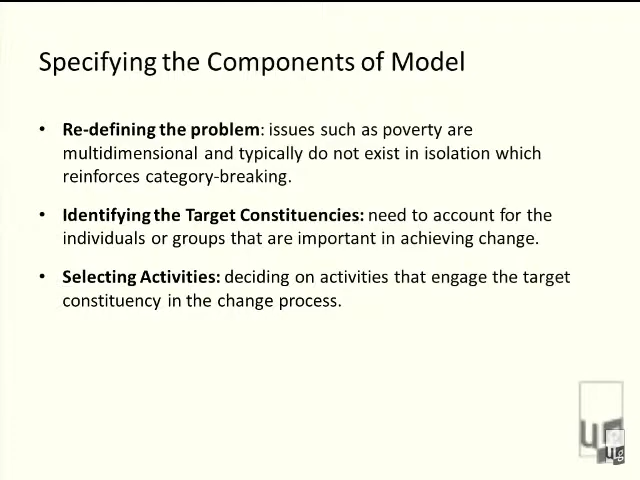 Specifying the Components of Model
• Re-defining the problem: issues such as poverty are
multidimensional and typically do not exist in isolation which
reinforces category-breaking.
• Identifying the Target Constituencies: need to account for the
individuals or groups that are important in achieving change.
• Selecting Activities: deciding on activities that engage the target
constituency in the change process.